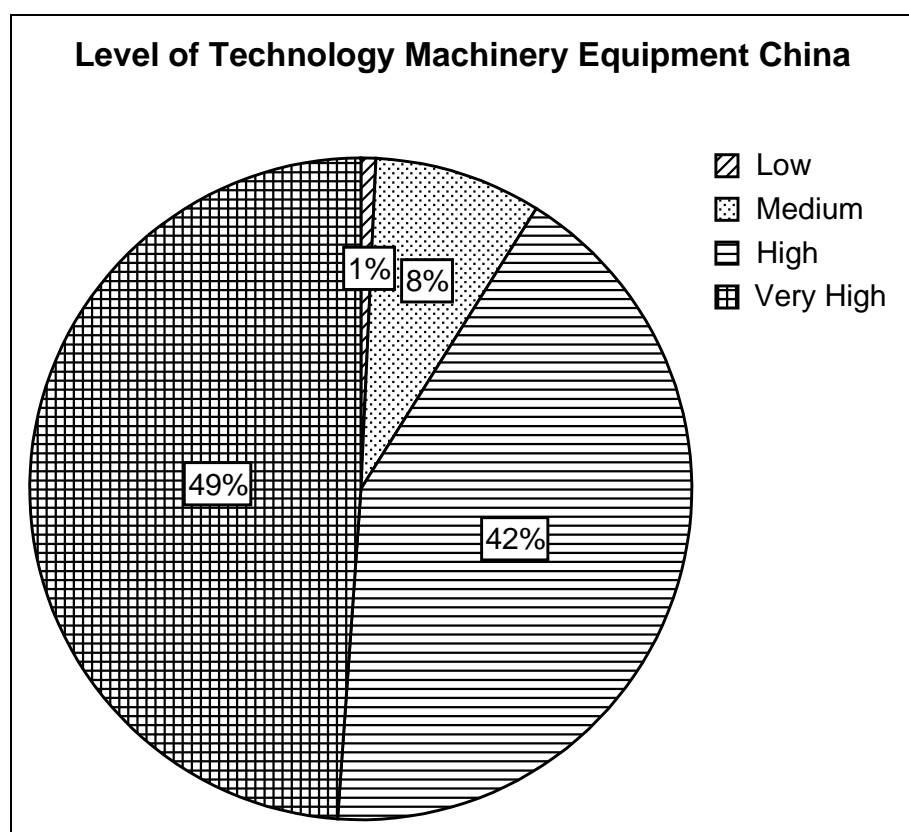 Level of Technology Machinery Equipment China
Low
Medium
High
Very High
1%
8%
49%
42%